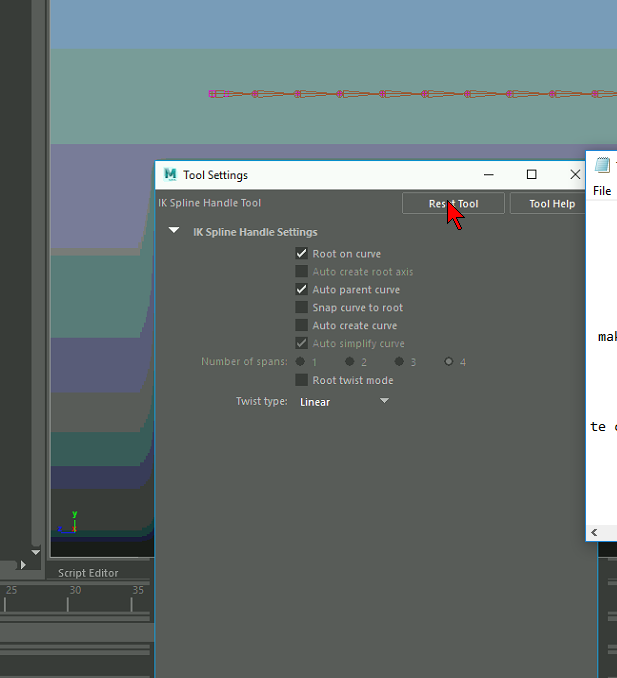 Tool Settings
IK Spline Handle Tool
Reset Tool
Tool Help
File
IK Spline Handle Settings
Root on curve
Auto create root axis
Auto parent curve
Snap curve to root
Auto create curve
Auto simplify curve
Number of spans: 1 2 3 4
Root twist mode
Twist type: Linear
mak
te
y
Script Editor
25 30 35